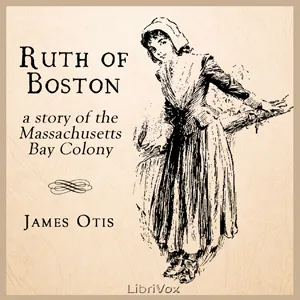 RUTH OF
BOSTON
a story of the
Massachusetts
Bay Colony
JAMES OTIS
LibriVox